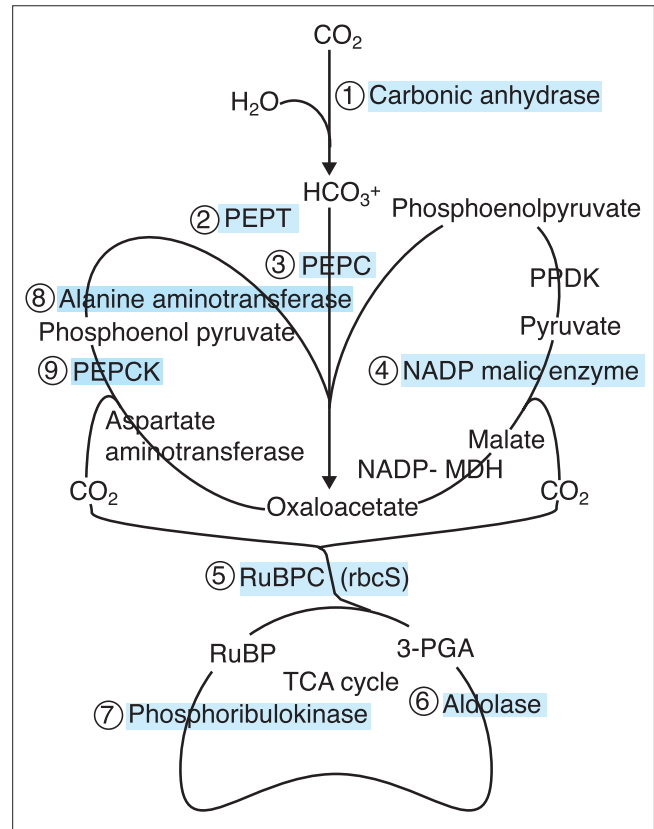 CO₂
① Carbonic anhydrase
H₂O
HCO₃⁺
② PEPT
Phosphoenolpyruvate
③ PEPC
PPDK
⑧ Alanine aminotransferase
Phosphoenol pyruvate
Pyruvate
⑨ PEPCK
④ NADP malic enzyme
Aspartate
aminotransferase
Malate
NADP- MDH
CO₂
Oxaloacetate
CO₂
⑤ RuBPC (rbcS)
RuBP
3-PGA
TCA cycle
⑦ Phosphoribulokinase
⑥ Aldolase